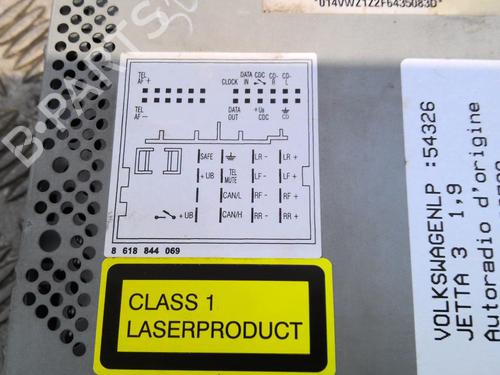 *014VWZ1Z2F6435083D*
TEL AF+
TEL AF-
CLOCK
DATA IN
CDC
CD- R
CD- L
DATA OUT
+Ua CDC
CD
SAFE
LR - LR +
+ UB TEL MUTE LF - LF +
CAN/L RF - RF +
+ UB CAN/H RR - RR +
8 618 844 069
CLASS 1
LASERPRODUCT
VOLKSWAGENLP :54326
JETTA 3 1,9
Autoradio d'origine
B-PARTS